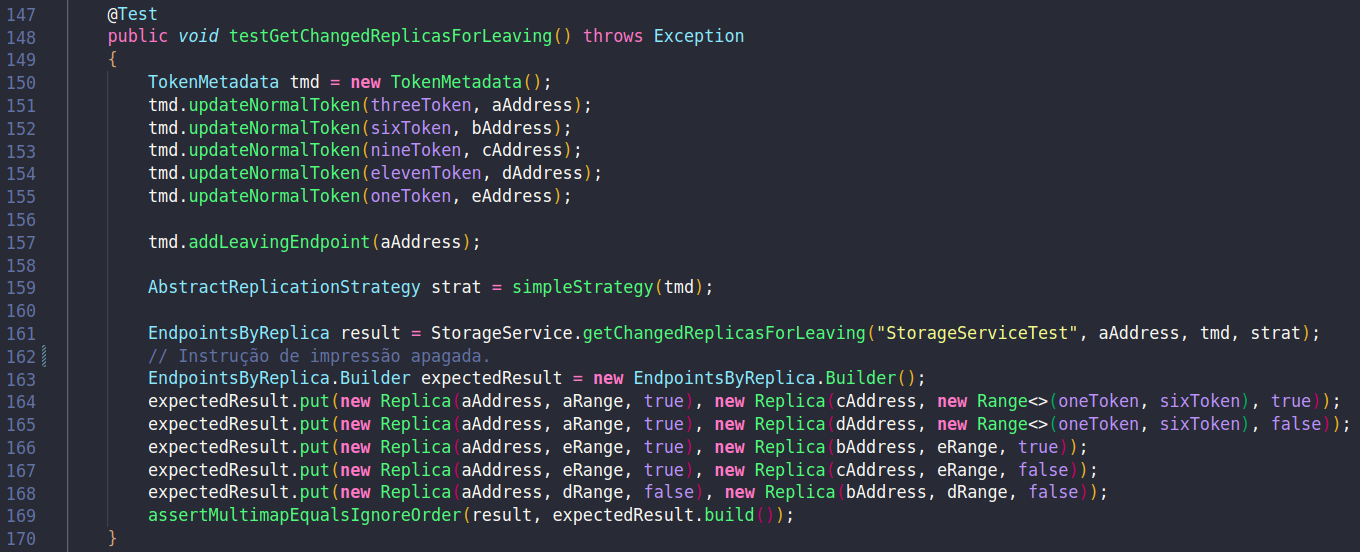 147 @Test
148 public void testGetChangedReplicasForLeaving() throws Exception
149 {
150 TokenMetadata tmd = new TokenMetadata();
151 tmd.updateNormalToken(threeToken, aAddress);
152 tmd.updateNormalToken(sixToken, bAddress);
153 tmd.updateNormalToken(nineToken, cAddress);
154 tmd.updateNormalToken(elevenToken, dAddress);
155 tmd.updateNormalToken(oneToken, eAddress);
156
157 tmd.addLeavingEndpoint(aAddress);
158
159 AbstractReplicationStrategy strat = simpleStrategy(tmd);
160
161 EndpointsByReplica result = StorageService.getChangedReplicasForLeaving("StorageServiceTest", aAddress, tmd, strat);
162 // Instrução de impressão apagada.
163 EndpointsByReplica.Builder expectedResult = new EndpointsByReplica.Builder();
164 expectedResult.put(new Replica(aAddress, aRange, true), new Replica(cAddress, new Range<>(oneToken, sixToken), true));
165 expectedResult.put(new Replica(aAddress, aRange, true), new Replica(dAddress, new Range<>(oneToken, sixToken), false));
166 expectedResult.put(new Replica(aAddress, eRange, true), new Replica(bAddress, eRange, true));
167 expectedResult.put(new Replica(aAddress, eRange, true), new Replica(cAddress, eRange, false));
168 expectedResult.put(new Replica(aAddress, dRange, false), new Replica(bAddress, dRange, false));
169 assertMultimapEqualsIgnoreOrder(result, expectedResult.build());
170 }